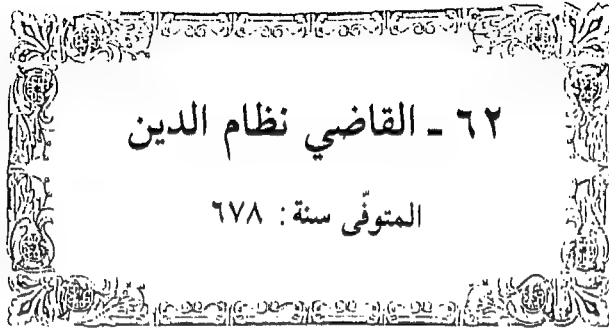 ٦٢ ـ القاضي نظام الدين
المتوفّى سنة: ٦٧٨